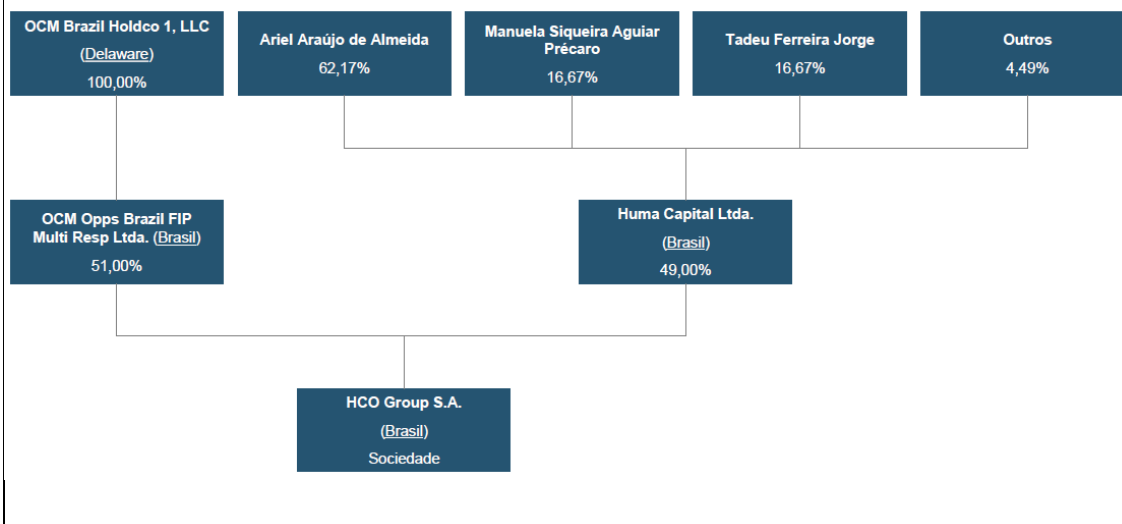 OCM Brazil Holdco 1, LLC
(Delaware)
100,00%
Ariel Araújo de Almeida
62,17%
Manuela Siqueira Aguiar
Précaro
16,67%
Tadeu Ferreira Jorge
16,67%
Outros
4,49%
OCM Opps Brazil FIP
Multi Resp Ltda. (Brasil)
51,00%
Huma Capital Ltda.
(Brasil)
49,00%
HCO Group S.A.
(Brasil)
Sociedade